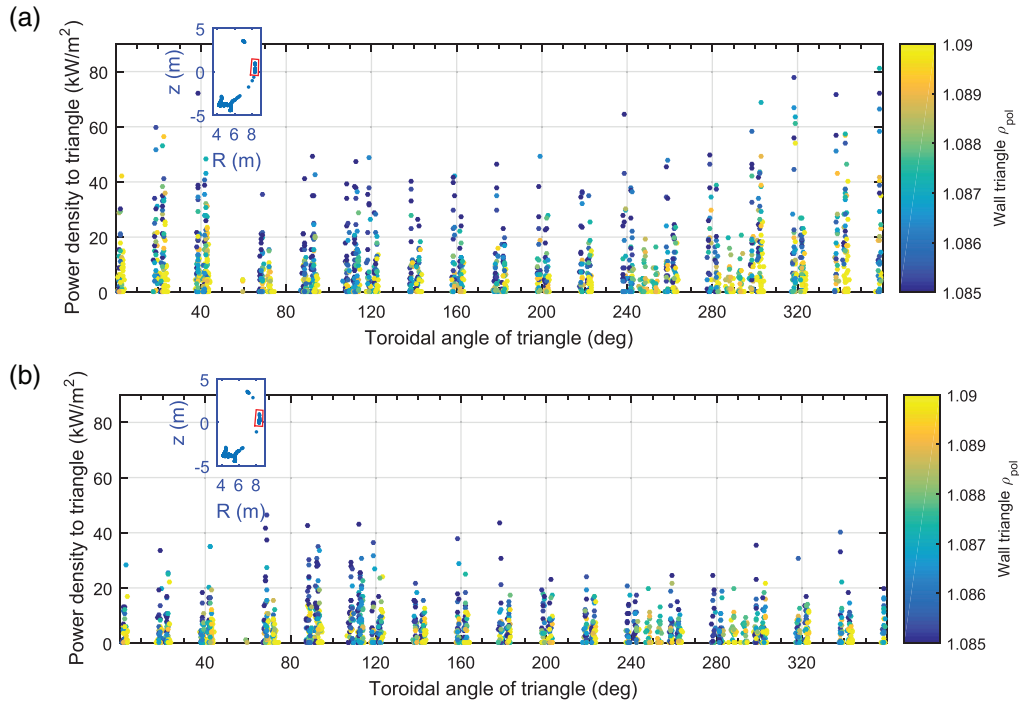 (a)
5
0
-5
z (m)
4 6 8
R (m)
80
60
40
20
0
Power density to triangle (kW/m²)
40 80 120 160 200 240 280 320
Toroidal angle of triangle (deg)
1.09
1.089
1.088
1.087
1.086
1.085
Wall triangle ρpol
(b)
5
0
-5
z (m)
4 6 8
R (m)
80
60
40
20
0
Power density to triangle (kW/m²)
40 80 120 160 200 240 280 320
Toroidal angle of triangle (deg)
1.09
1.089
1.088
1.087
1.086
1.085
Wall triangle ρpol